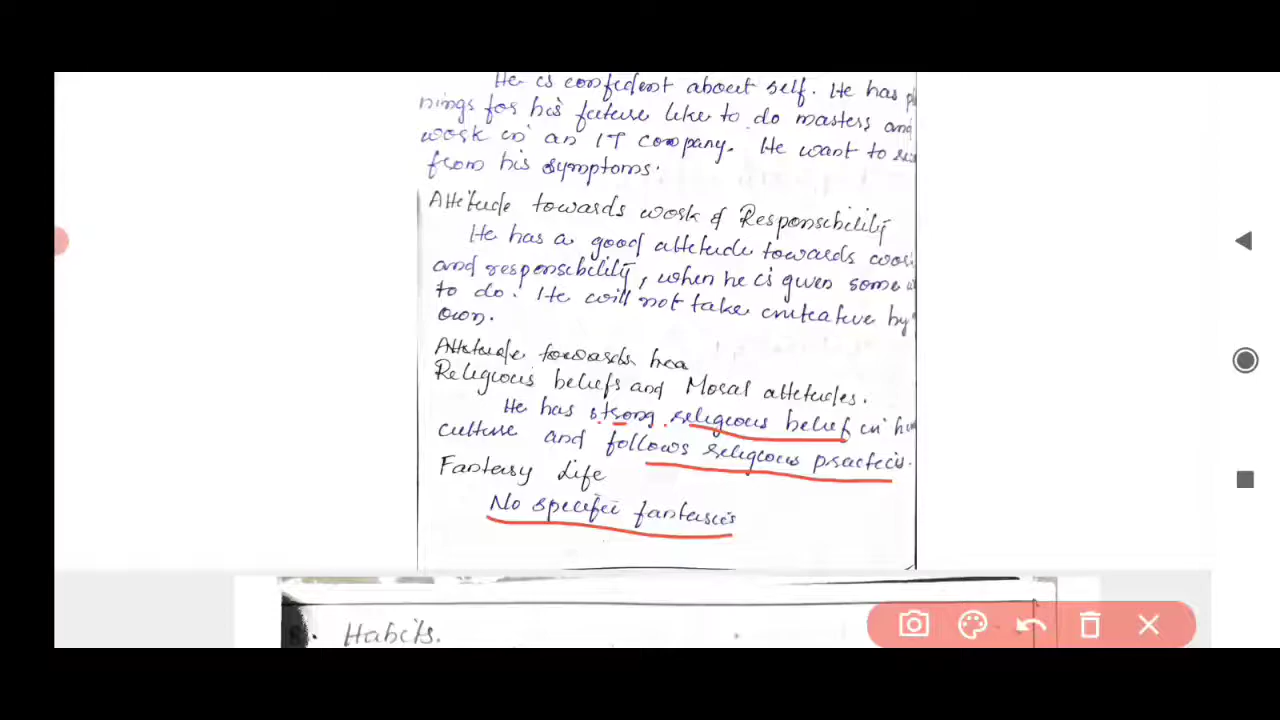 He is confident about self. He has
nings for his future like to do masters and
work in an IT company. He want to
from his symptoms.
Attitude towards work & Responsibility
He has a good attitude towards
and responsibility, when he is given some
to do. He will not take initiative by
own.
Attitude towards hea
Religious beliefs and Moral attitudes.
He has strong religious belief in
culture and follows religious practices.
Fantasy Life
No specific fantasies
Habits.